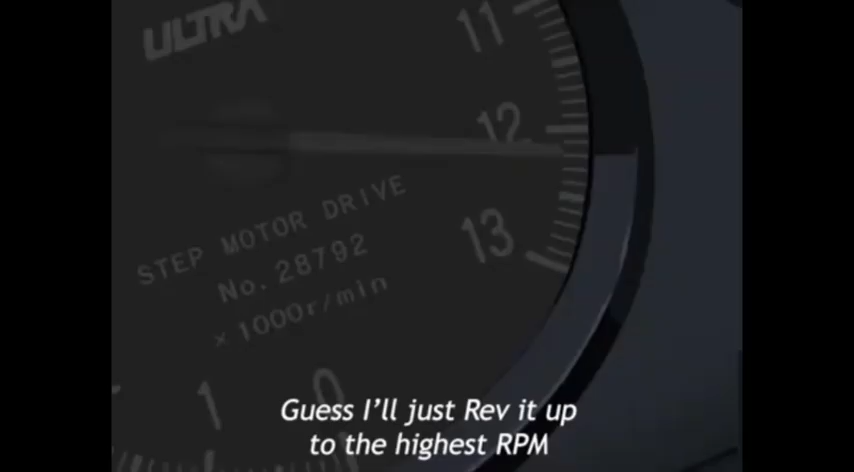 ULTRA
11
12
13
STEP MOTOR DRIVE
No. 28792
× 1000r/min
1
0
Guess I'll just Rev it up
to the highest RPM